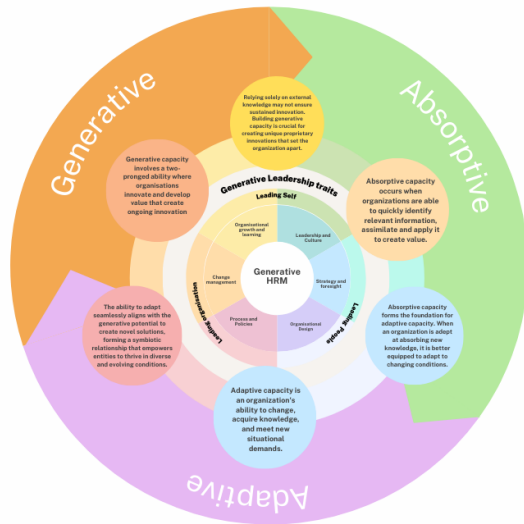 Generative
Absorptive
Adaptive
Relying solely on external
knowledge may not ensure
sustained innovation.
Building generative
capacity is crucial for
creating unique proprietary
innovations that set the
organization apart.
Generative capacity
involves a two-
pronged ability where
organisations
innovate and develop
value that create
ongoing innovation
Absorptive capacity
occurs when
organizations are able
to quickly identify
relevant information,
assimilate and apply it
to create value.
Generative Leadership traits
Leading Self
Organisational
growth and
learning
Leadership and
Culture
Change
management
Generative
HRM
Strategy and
foresight
Process and
Policies
Organisational
Design
Leading organisation
Leading People
The ability to adapt
seamlessly aligns with the
generative potential to
create novel solutions,
forming a symbiotic
relationship that empowers
entities to thrive in diverse
and evolving conditions.
Absorptive capacity
forms the foundation for
adaptive capacity. When
an organization is adept
at absorbing new
knowledge, it is better
equipped to adapt to
changing conditions.
Adaptive capacity is
an organization's
ability to change,
acquire knowledge,
and meet new
situational
demands.